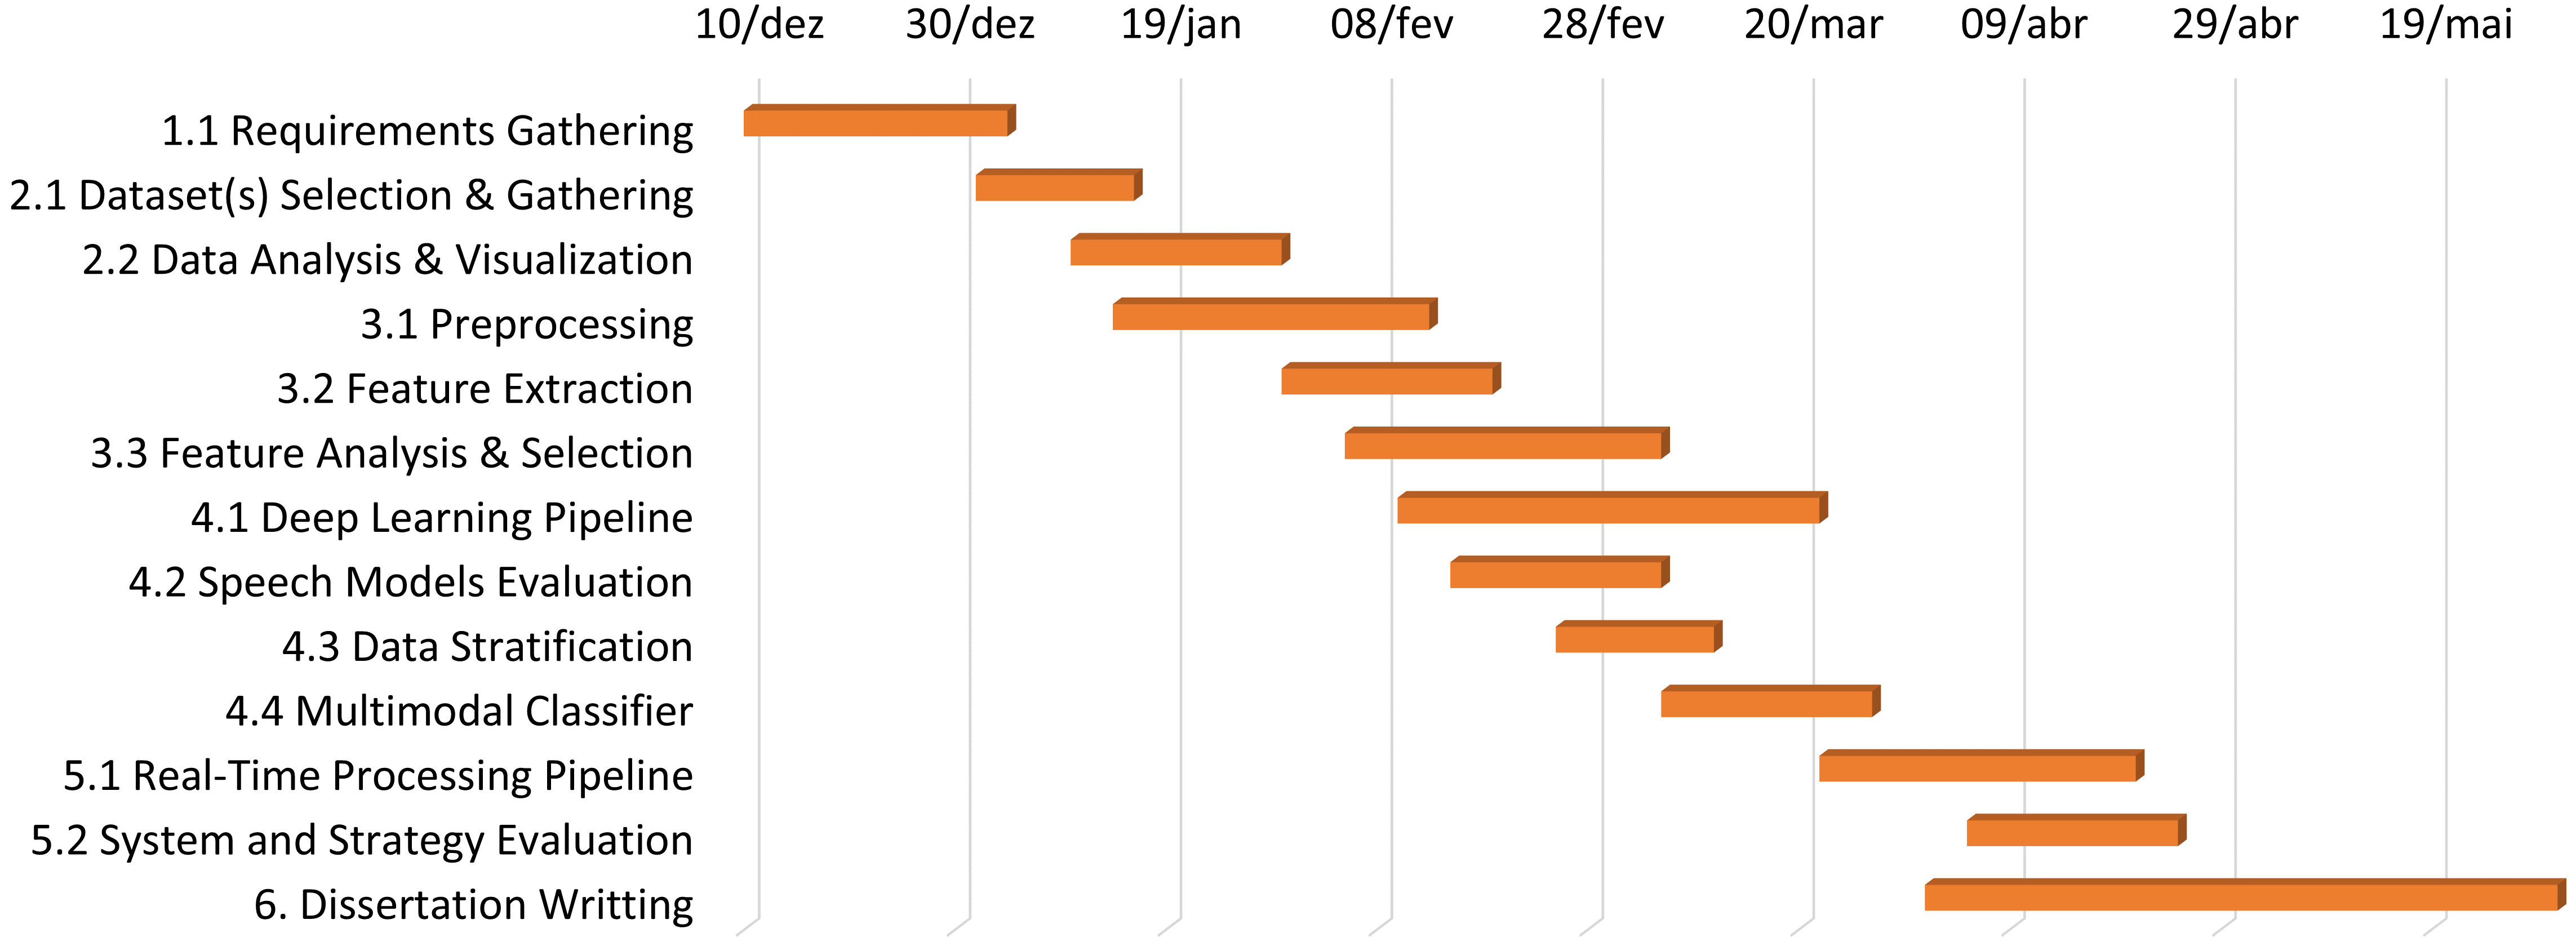 10/dez 30/dez 19/jan 08/fev 28/fev 20/mar 09/abr 29/abr 19/mai
1.1 Requirements Gathering
2.1 Dataset(s) Selection & Gathering
2.2 Data Analysis & Visualization
3.1 Preprocessing
3.2 Feature Extraction
3.3 Feature Analysis & Selection
4.1 Deep Learning Pipeline
4.2 Speech Models Evaluation
4.3 Data Stratification
4.4 Multimodal Classifier
5.1 Real-Time Processing Pipeline
5.2 System and Strategy Evaluation
6. Dissertation Writting